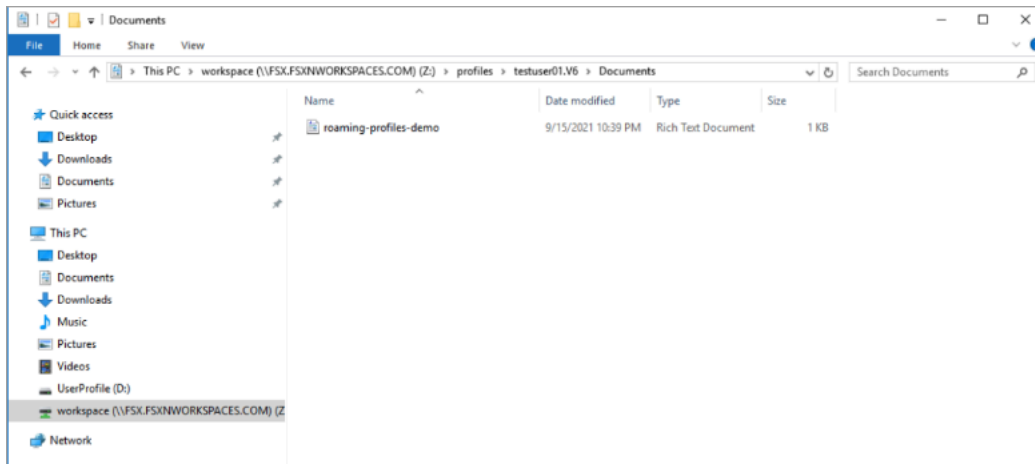 Documents
File Home Share View
This PC > workspace (\\FSX.FSXNWORKSPACES.COM) (Z:) > profiles > testuser01.V6 > Documents
Search Documents
Name Date modified Type Size
roaming-profiles-demo 9/15/2021 10:39 PM Rich Text Document 1 KB
Quick access
Desktop
Downloads
Documents
Pictures
This PC
Desktop
Documents
Downloads
Music
Pictures
Videos
UserProfile (D:)
workspace (\\FSX.FSXNWORKSPACES.COM) (Z
Network